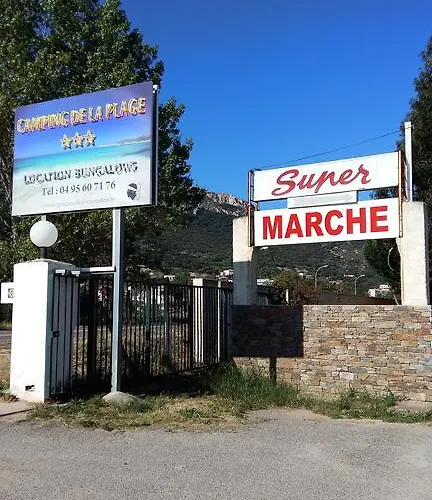 CAMPING DE LA PLAGE
LOCATION BUNGALOWS
Tél : 04 95 60 71 76
Super
MARCHE